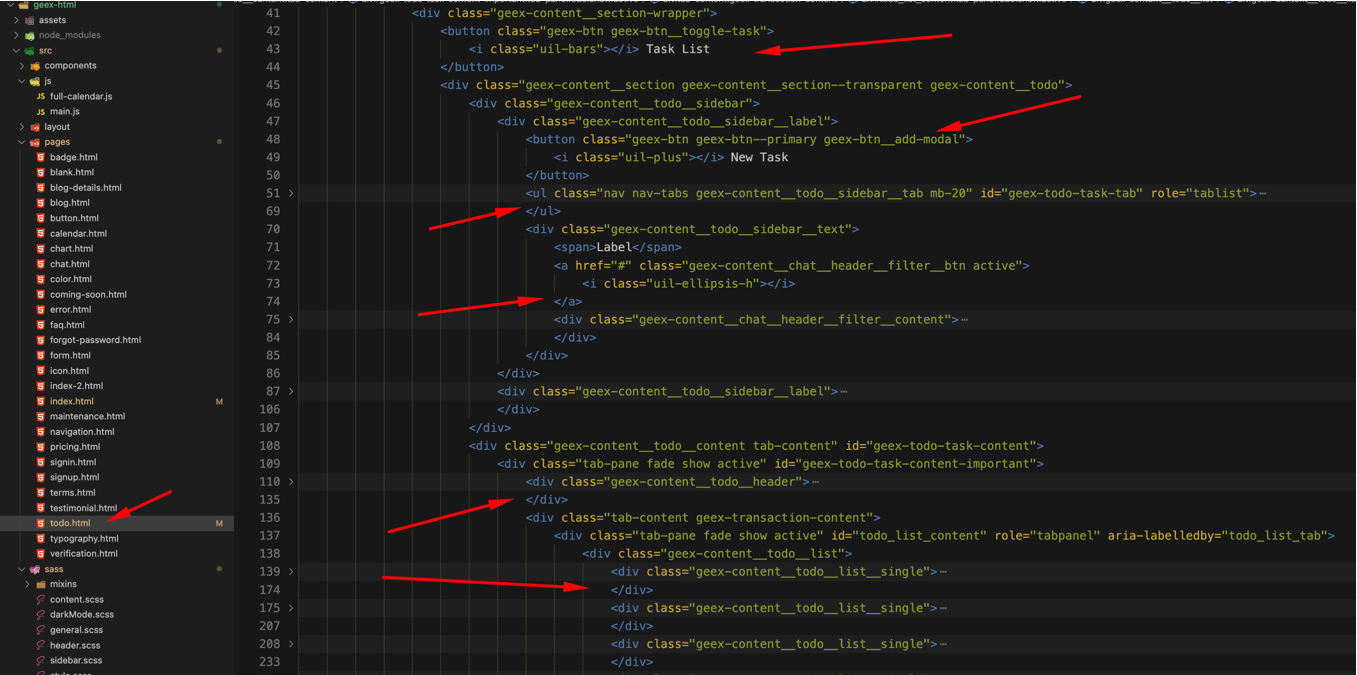 geex-html
assets
node_modules
src
components
js
JS full-calendar.js
JS main.js
layout
pages
badge.html
blank.html
blog-details.html
blog.html
button.html
calendar.html
chart.html
chat.html
color.html
coming-soon.html
error.html
faq.html
forgot-password.html
form.html
icon.html
index-2.html
index.html M
maintenance.html
navigation.html
pricing.html
signin.html
signup.html
terms.html
testimonial.html
todo.html M
typography.html
verification.html
sass
mixins
content.scss
darkMode.scss
general.scss
header.scss
sidebar.scss
41 <div class="geex-content__section-wrapper">
42 <button class="geex-btn geex-btn__toggle-task">
43 <i class="uil-bars"></i> Task List
44 </button>
45 <div class="geex-content__section geex-content__section--transparent geex-content__todo">
46 <div class="geex-content__todo__sidebar">
47 <div class="geex-content__todo__sidebar__label">
48 <button class="geex-btn geex-btn--primary geex-btn__add-modal">
49 <i class="uil-plus"></i> New Task
50 </button>
51 <ul class="nav nav-tabs geex-content__todo__sidebar__tab mb-20" id="geex-todo-task-tab" role="tablist">⋯
69 </ul>
70 <div class="geex-content__todo__sidebar__text">
71 <span>Label</span>
72 <a href="#" class="geex-content__chat__header__filter__btn active">
73 <i class="uil-ellipsis-h"></i>
74 </a>
75 <div class="geex-content__chat__header__filter__content">⋯
84 </div>
85 </div>
86 </div>
87 <div class="geex-content__todo__sidebar__label">⋯
106 </div>
107 </div>
108 <div class="geex-content__todo__content tab-content" id="geex-todo-task-content">
109 <div class="tab-pane fade show active" id="geex-todo-task-content-important">
110 <div class="geex-content__todo__header">⋯
135 </div>
136 <div class="tab-content geex-transaction-content">
137 <div class="tab-pane fade show active" id="todo_list_content" role="tabpanel" aria-labelledby="todo_list_tab">
138 <div class="geex-content__todo__list">
139 <div class="geex-content__todo__list__single">⋯
174 </div>
175 <div class="geex-content__todo__list__single">⋯
207 </div>
208 <div class="geex-content__todo__list__single">⋯
233 </div>